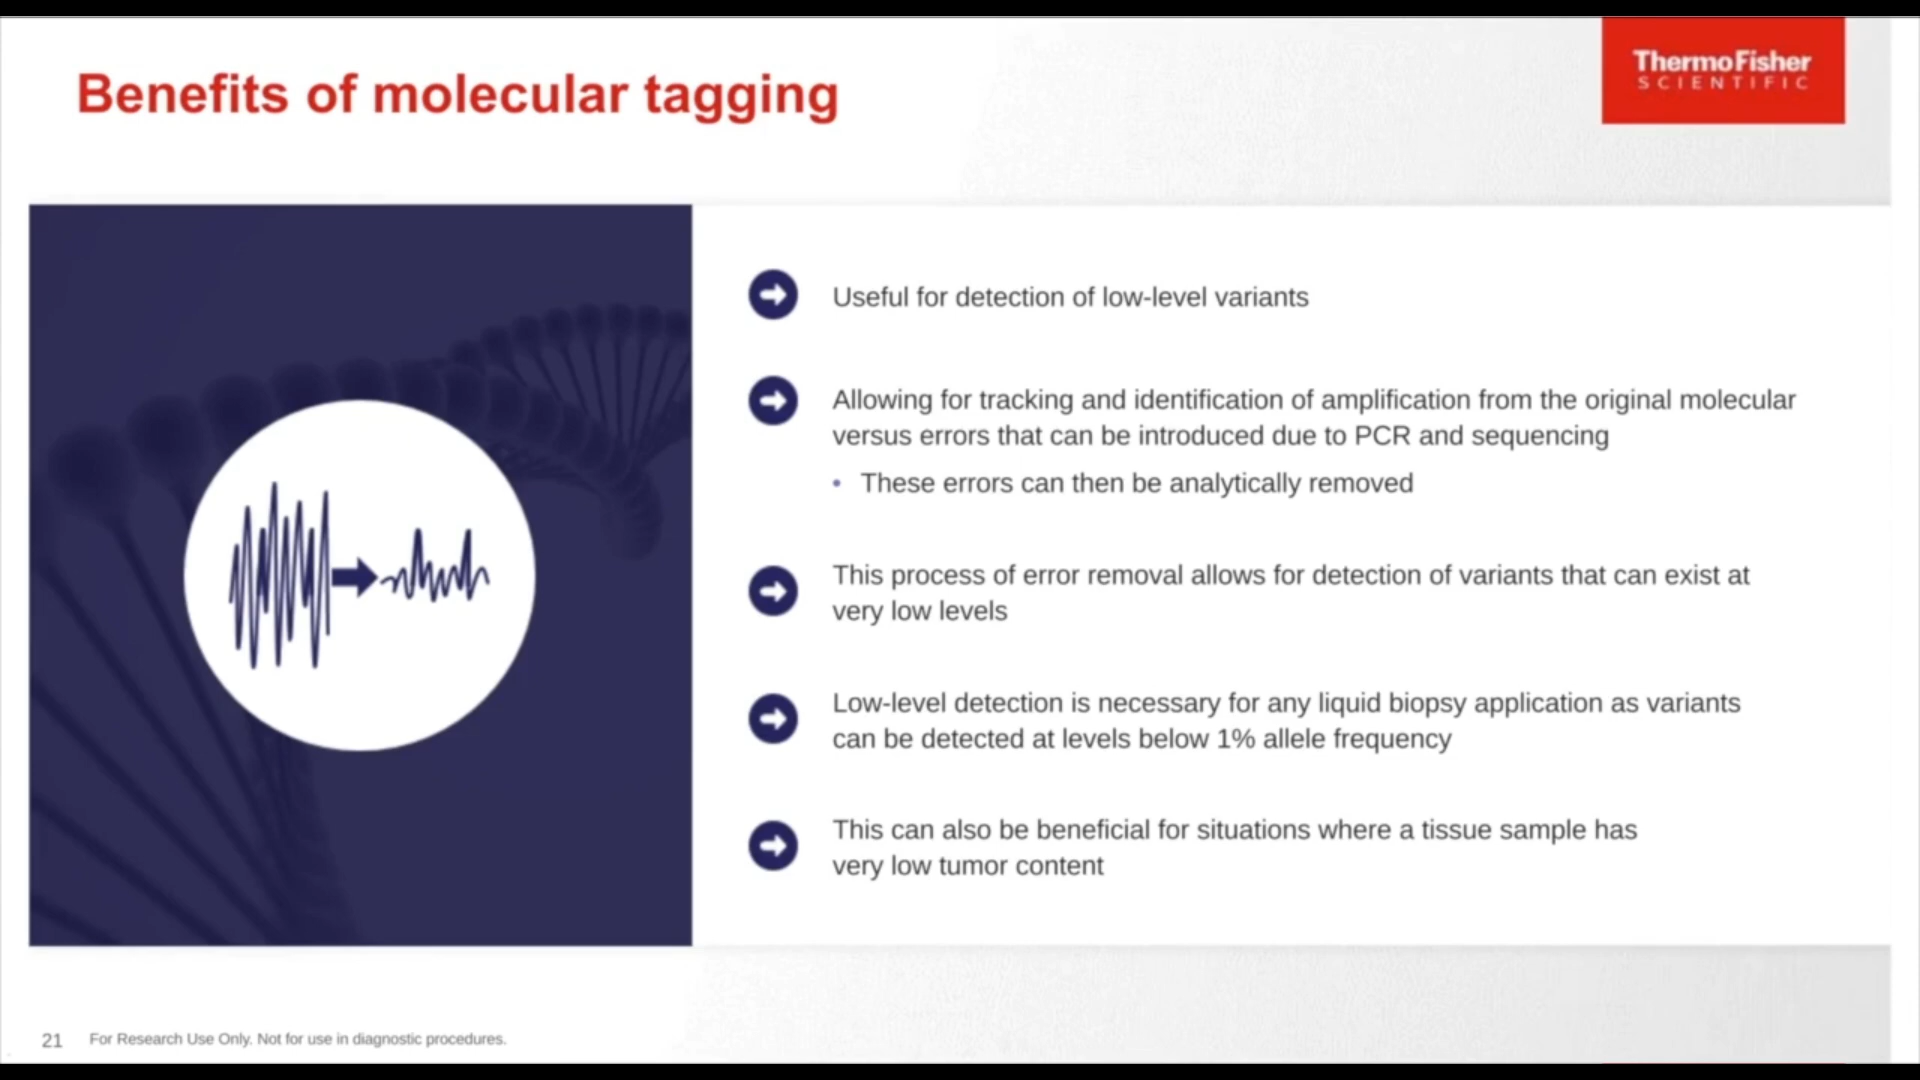 Benefits of molecular tagging
ThermoFisher
SCIENTIFIC
Useful for detection of low-level variants
Allowing for tracking and identification of amplification from the original molecular
versus errors that can be introduced due to PCR and sequencing
• These errors can then be analytically removed
This process of error removal allows for detection of variants that can exist at
very low levels
Low-level detection is necessary for any liquid biopsy application as variants
can be detected at levels below 1% allele frequency
This can also be beneficial for situations where a tissue sample has
very low tumor content
21 For Research Use Only. Not for use in diagnostic procedures.